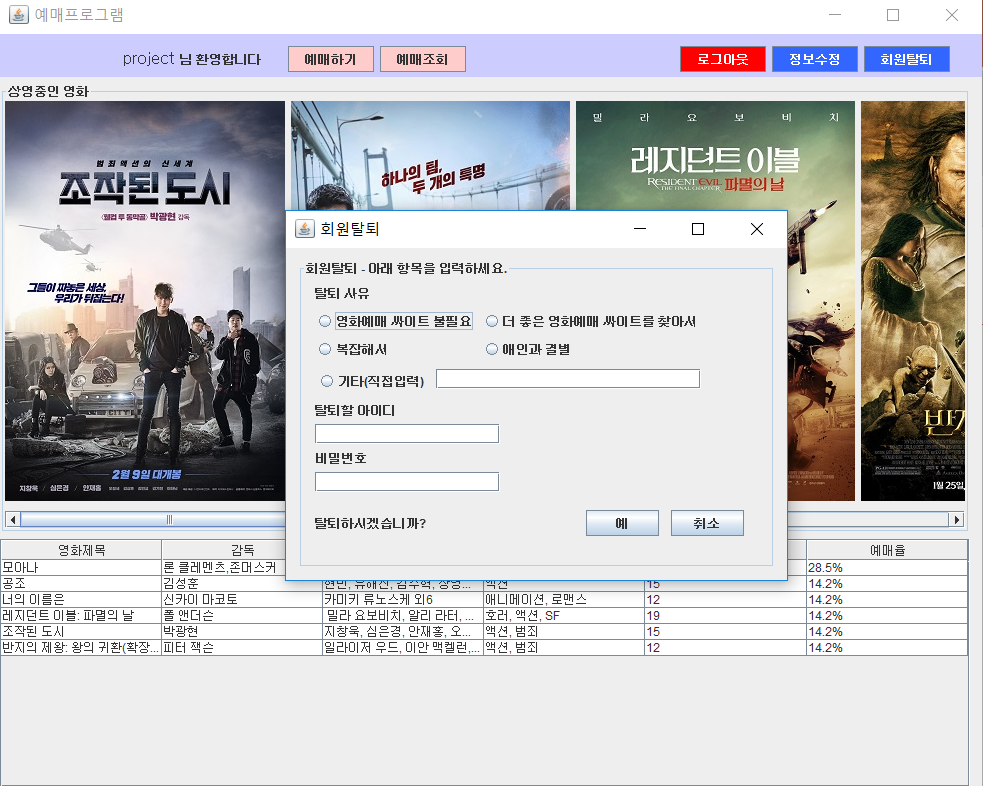 예매프로그램
project 님 환영합니다 예매하기 예매조회 로그아웃 정보수정 회원탈퇴
상영중인 영화
범죄액션의 신세계
조작된 도시
<웰컴 투 동막골> 박광현 감독
그들이 짜놓은 세상,
우리가 뒤집는다!
2월 9일 대개봉
지창욱 심은경 안재홍
하나의 팀,
두 개의 특명
밀라요보비치
레지던트 이블
RESIDENT EVIL
THE FINAL CHAPTER 파멸의 날
반지
1월 25일,
회원탈퇴
회원탈퇴 - 아래 항목을 입력하세요.
탈퇴 사유
영화예매 싸이트 불필요 더 좋은 영화예매 싸이트를 찾아서
복잡해서 애인과 결별
기타(직접입력)
탈퇴할 아이디
비밀번호
탈퇴하시겠습니까? 예 취소
영화제목 감독 예매율
모아나 론 클레멘츠,존머스커 28.5%
공조 김성훈 현빈, 유해진, 김주혁, 장영... 액션 15 14.2%
너의 이름은 신카이 마코토 카미키 류노스케 외6 애니메이션, 로맨스 12 14.2%
레지던트 이블: 파멸의 날 폴 앤더슨 밀라 요보비치, 알리 라터, ... 호러, 액션, SF 19 14.2%
조작된 도시 박광현 지창욱, 심은경, 안재홍, 오... 액션, 범죄 15 14.2%
반지의 제왕: 왕의 귀환(확장... 피터 잭슨 일라이저 우드, 이안 맥켈런,... 액션, 범죄 12 14.2%